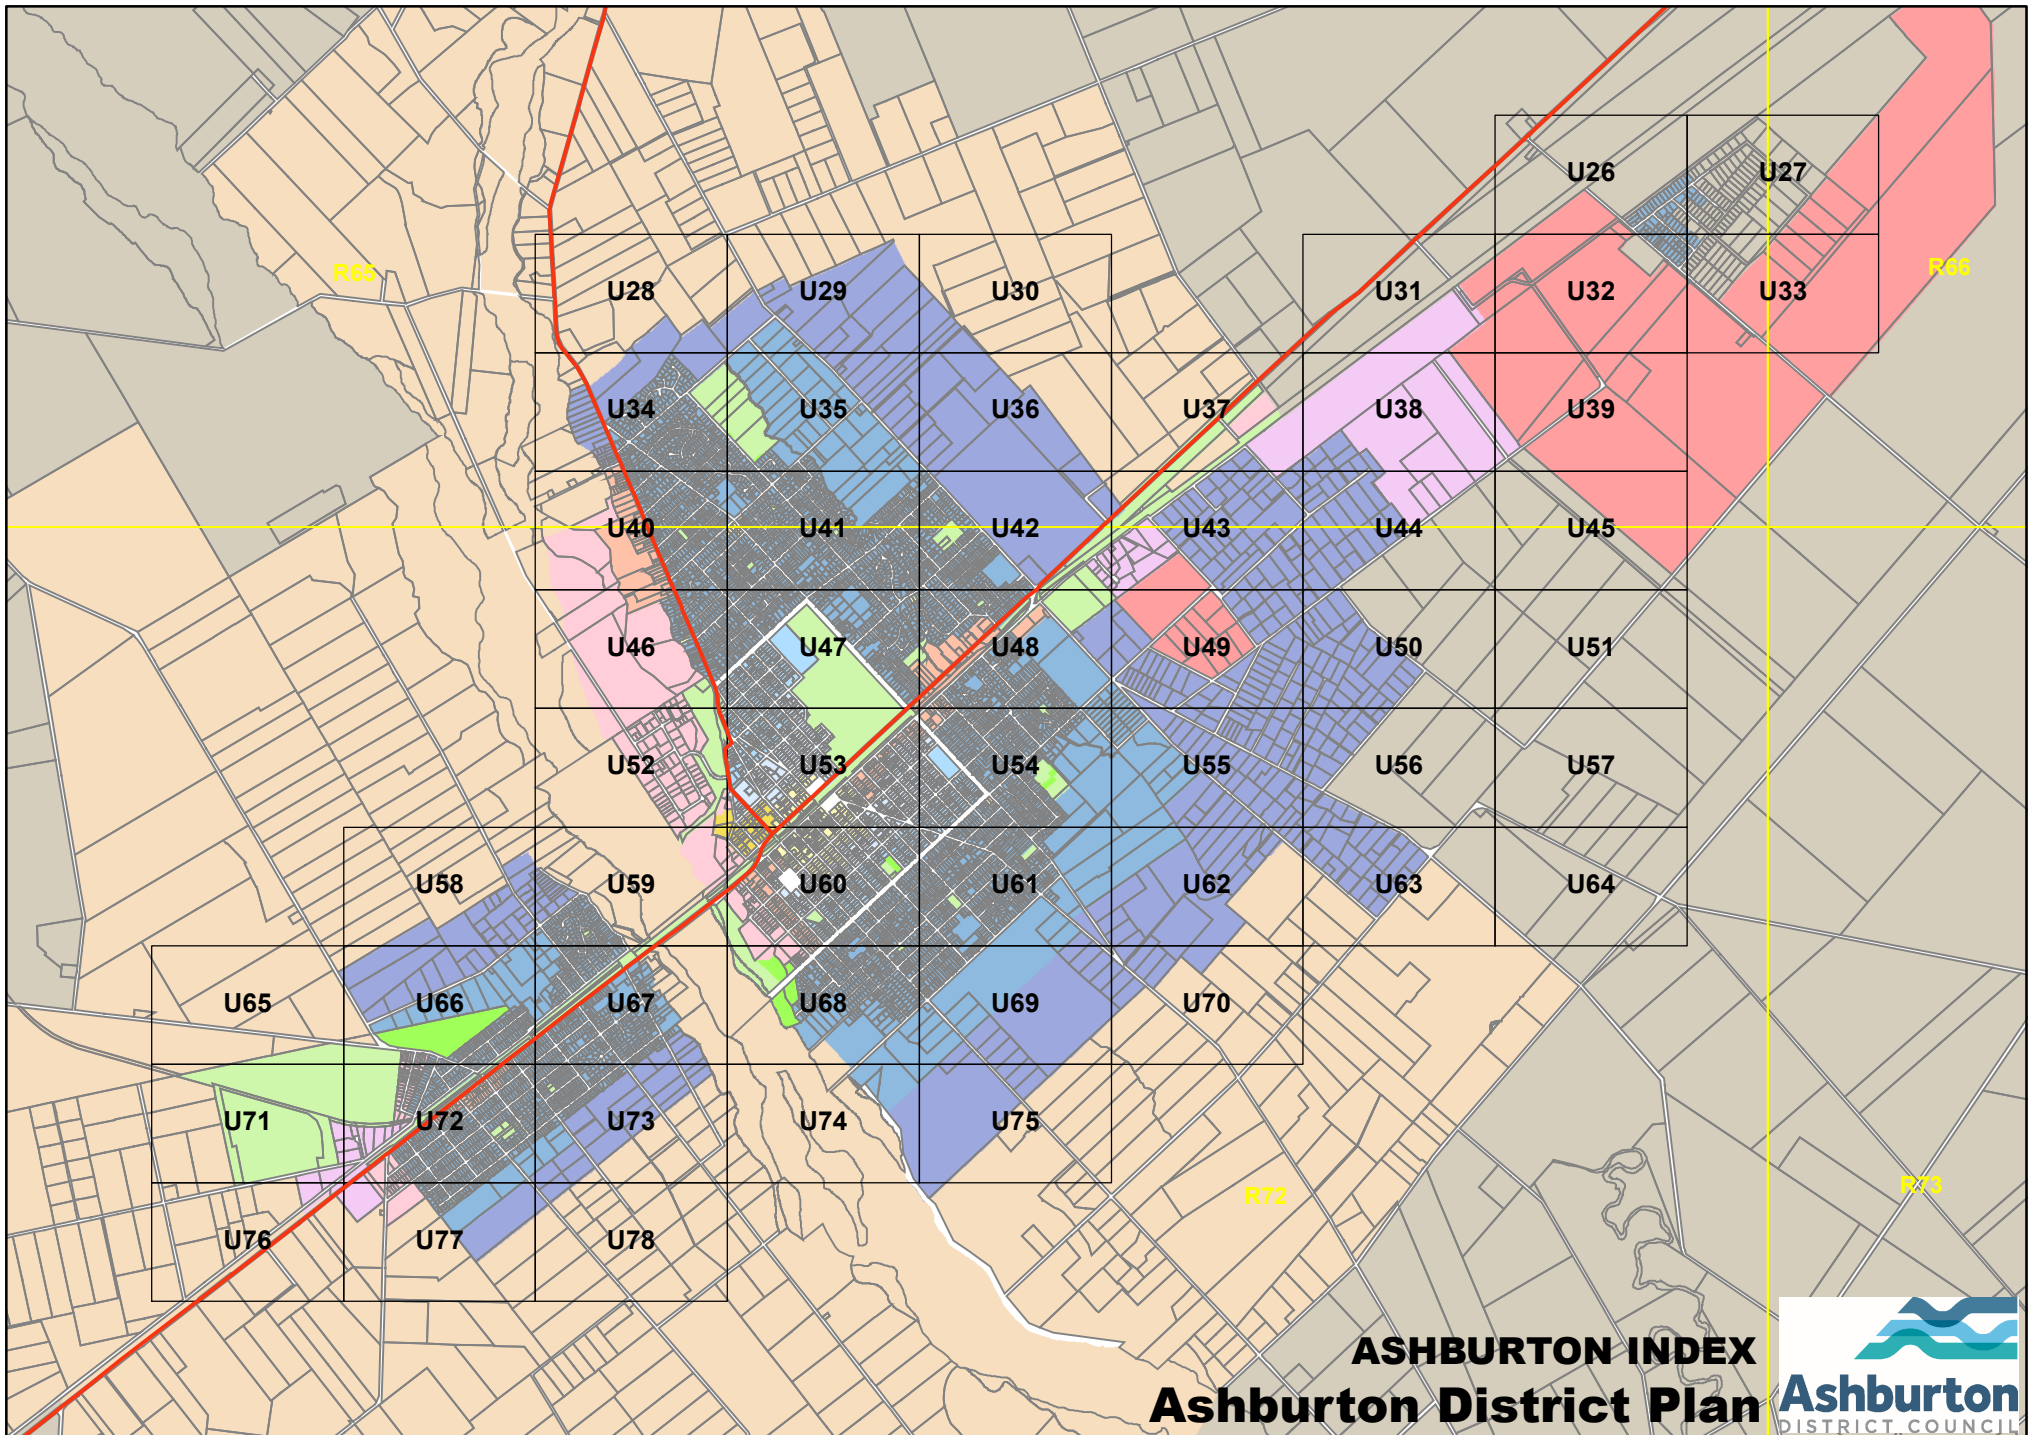 U26 U27
R65 R66
U28 U29 U30 U31 U32 U33
U34 U35 U36 U37 U38 U39
U40 U41 U42 U43 U44 U45
U46 U47 U48 U49 U50 U51
U52 U53 U54 U55 U56 U57
U58 U59 U60 U61 U62 U63 U64
U65 U66 U67 U68 U69 U70
U71 U72 U73 U74 U75
R72 R73
U76 U77 U78
ASHBURTON INDEX
Ashburton District Plan
Ashburton
DISTRICT COUNCIL